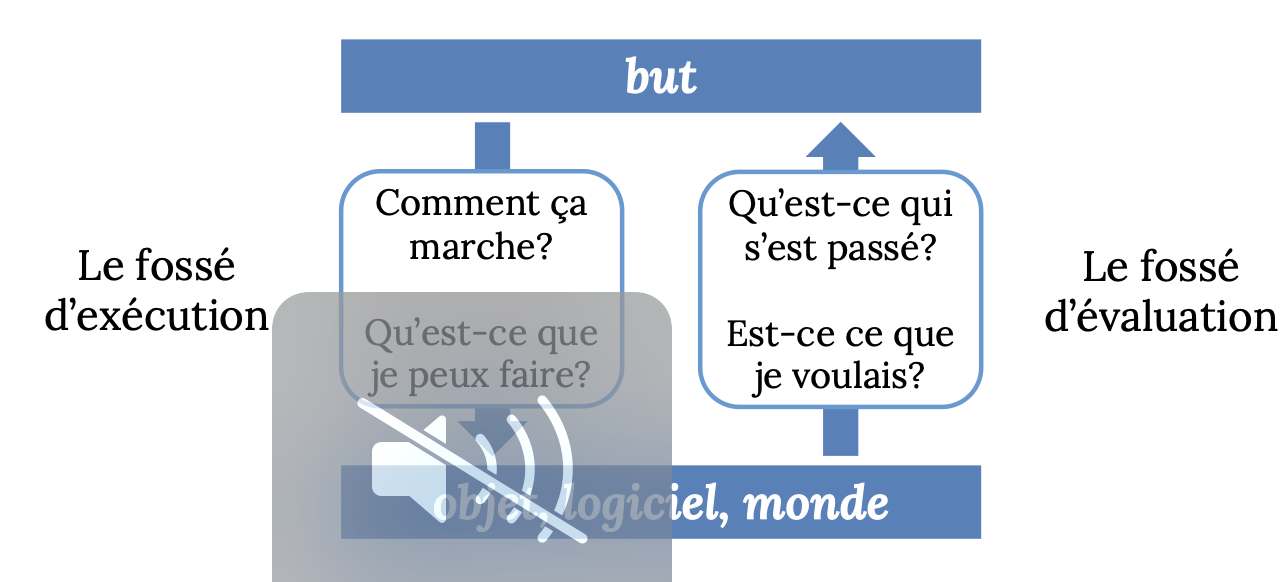 but
Comment ça
marche?
Qu’est-ce que
je peux faire?
Qu’est-ce qui
s’est passé?
Est-ce ce que
je voulais?
Le fossé
d’exécution
Le fossé
d’évaluation
objet, logiciel, monde